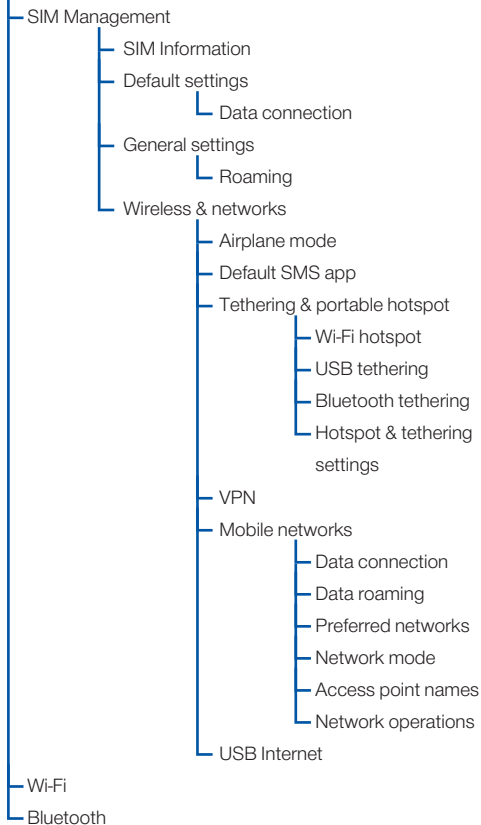 SIM Management
SIM Information
Default settings
Data connection
General settings
Roaming
Wireless & networks
Airplane mode
Default SMS app
Tethering & portable hotspot
Wi-Fi hotspot
USB tethering
Bluetooth tethering
Hotspot & tethering
settings
VPN
Mobile networks
Data connection
Data roaming
Preferred networks
Network mode
Access point names
Network operations
USB Internet
Wi-Fi
Bluetooth